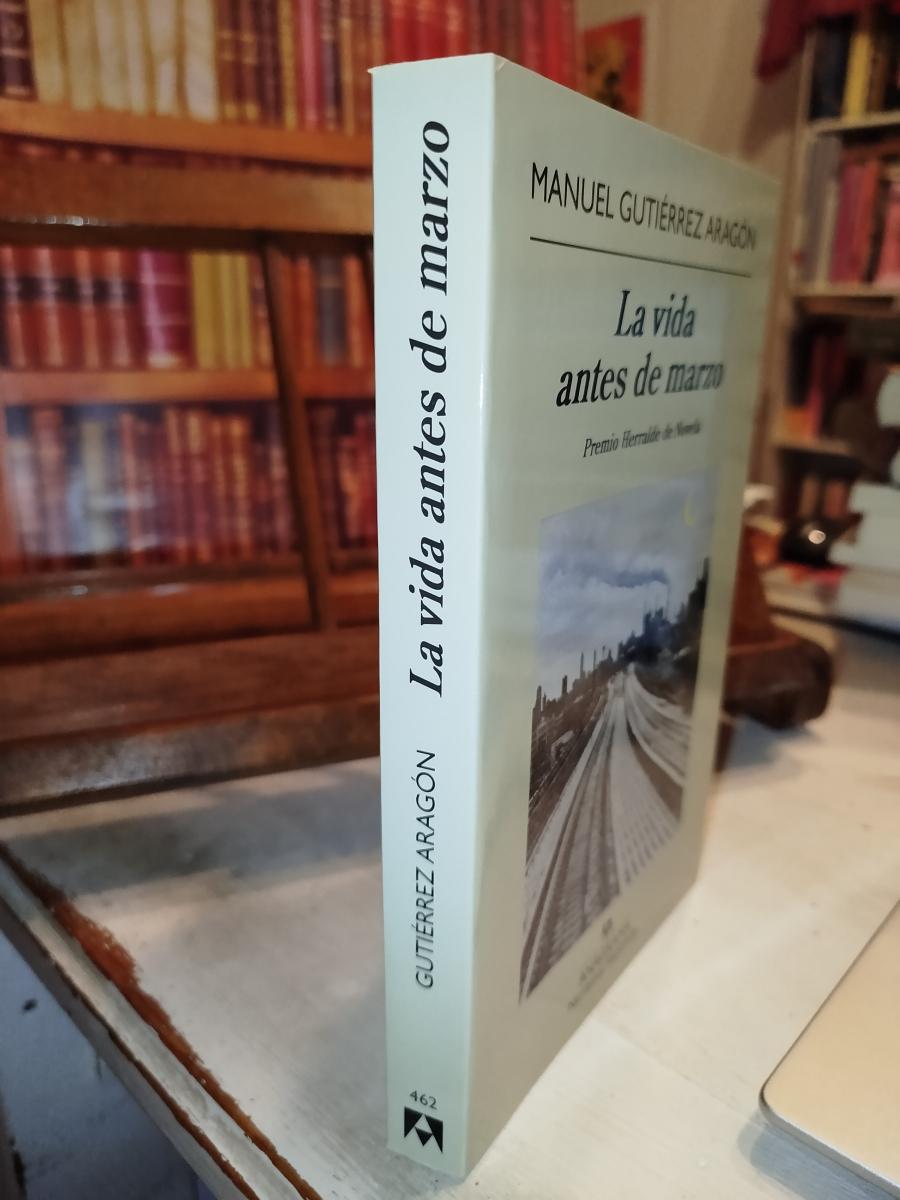 La vida antes de marzo
GUTIÉRREZ ARAGÓN
462
MANUEL GUTIÉRREZ ARAGÓN
La vida
antes de marzo
Premio Herralde de Novela